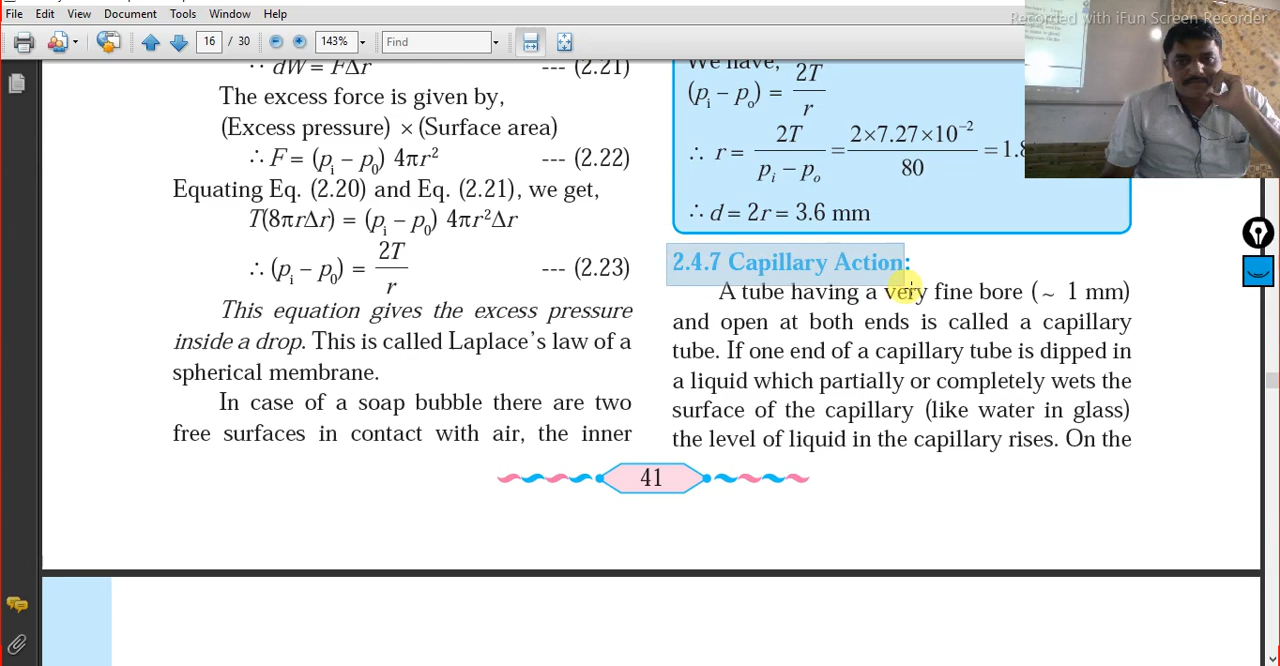 File Edit View Document Tools Window Help
Recorded with iFun Screen Recorder
16 / 30 143% Find
∴ dW = FΔr --- (2.21)
The excess force is given by,
(Excess pressure) × (Surface area)
∴ F = (pᵢ – p₀) 4πr² --- (2.22)
Equating Eq. (2.20) and Eq. (2.21), we get,
T(8πrΔr) = (pᵢ – p₀) 4πr²Δr
∴ (pᵢ – p₀) = 2T/r --- (2.23)
This equation gives the excess pressure
inside a drop. This is called Laplace’s law of a
spherical membrane.
In case of a soap bubble there are two
free surfaces in contact with air, the inner
We have,
(pᵢ – pₒ) = 2T/r
∴ r = 2T/(pᵢ – pₒ) = 2×7.27×10⁻²/80 = 1.8
∴ d = 2r = 3.6 mm
2.4.7 Capillary Action:
A tube having a very fine bore (~ 1 mm)
and open at both ends is called a capillary
tube. If one end of a capillary tube is dipped in
a liquid which partially or completely wets the
surface of the capillary (like water in glass)
the level of liquid in the capillary rises. On the
41